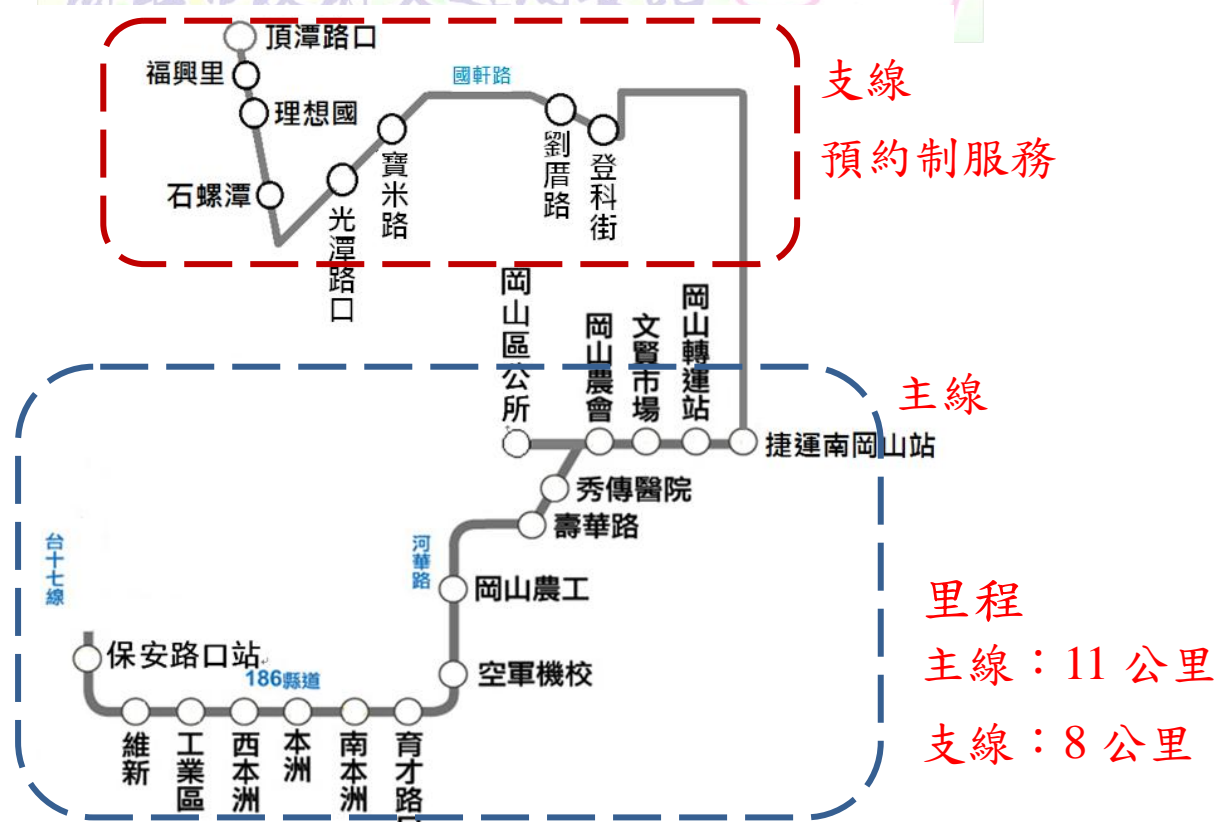 頂潭路口
福興里
理想國
石螺潭
光潭路口
寶米路
國軒路
劉厝路
登科街
支線
預約制服務
岡山區公所
岡山農會
文賢市場
岡山轉運站
捷運南岡山站
主線
秀傳醫院
壽華路
河華路
岡山農工
空軍機校
台十七線
保安路口站
186縣道
維新
工業區
西本洲
本洲
南本洲
育才路口
里程
主線：11 公里
支線：8 公里